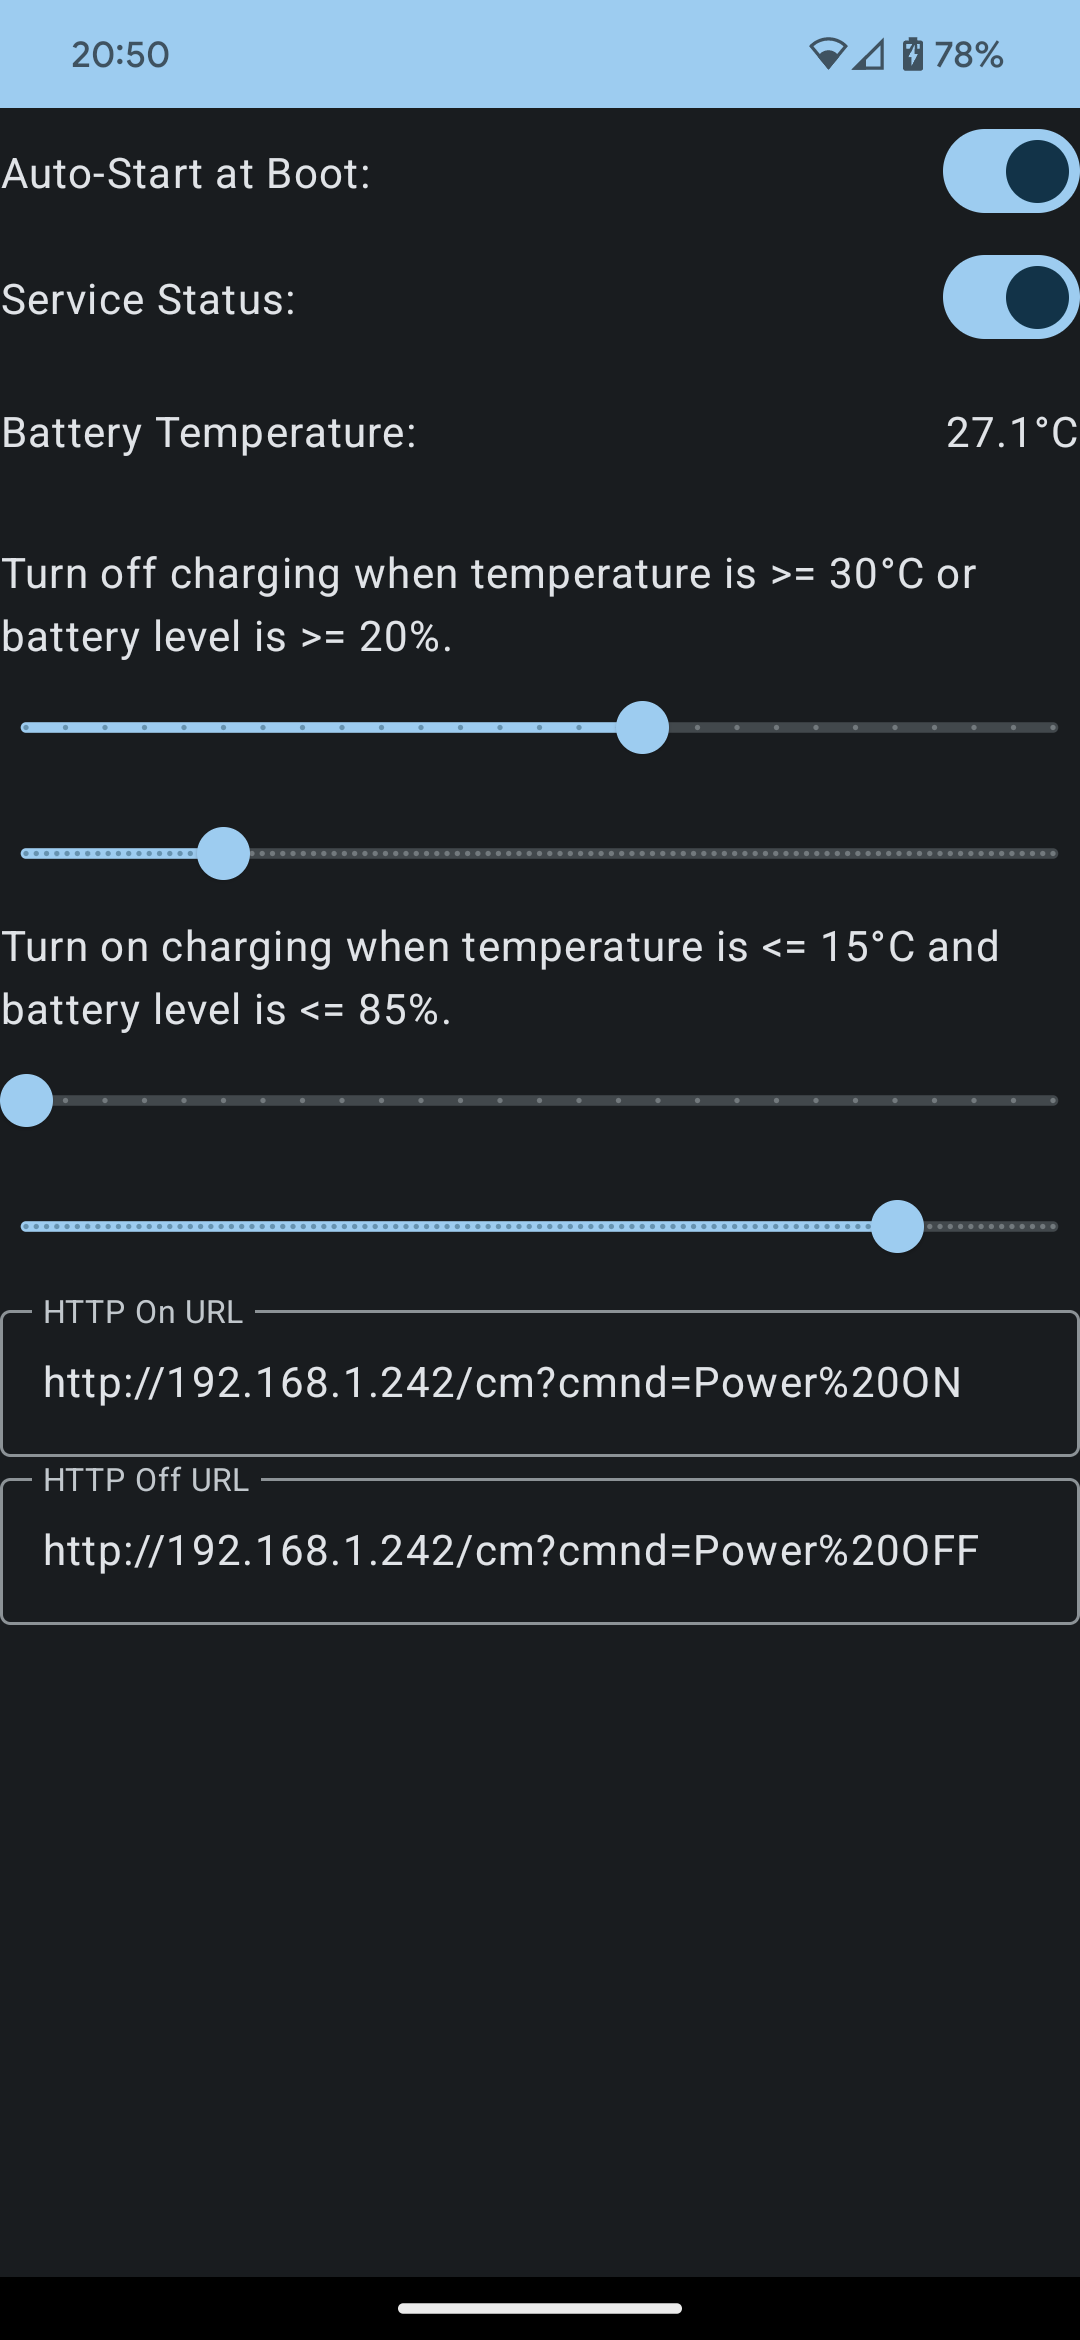 20:50 78%
Auto-Start at Boot:
Service Status:
Battery Temperature: 27.1°C
Turn off charging when temperature is >= 30°C or
battery level is >= 20%.
Turn on charging when temperature is <= 15°C and
battery level is <= 85%.
HTTP On URL
http://192.168.1.242/cm?cmnd=Power%20ON
HTTP Off URL
http://192.168.1.242/cm?cmnd=Power%20OFF